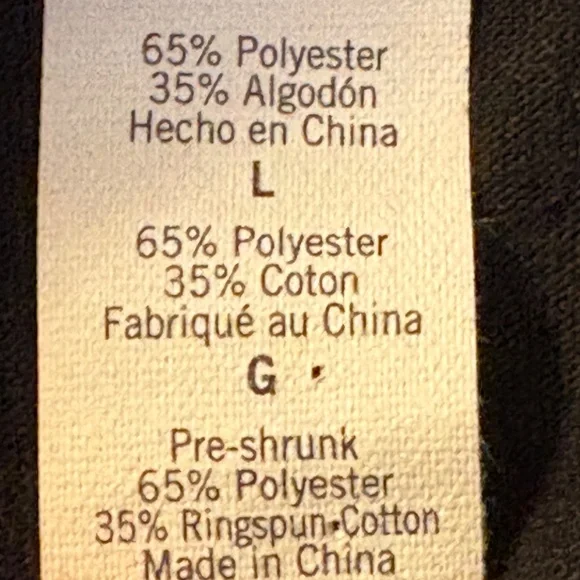 65% Polyester
35% Algodón
Hecho en China
L
65% Polyester
35% Coton
Fabriqué au China
G
Pre-shrunk
65% Polyester
35% Ringspun Cotton
Made in China